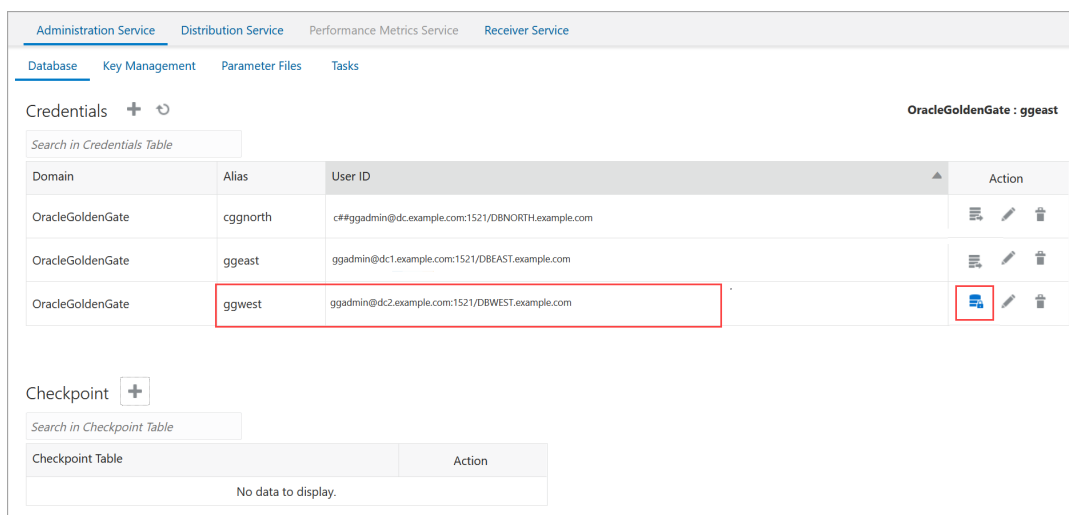 Administration Service Distribution Service Performance Metrics Service Receiver Service
Database Key Management Parameter Files Tasks
Credentials
OracleGoldenGate : ggeast
Search in Credentials Table
Domain Alias User ID Action
OracleGoldenGate cggnorth c##ggadmin@dc.example.com:1521/DBNORTH.example.com
OracleGoldenGate ggeast ggadmin@dc1.example.com:1521/DBEAST.example.com
OracleGoldenGate ggwest ggadmin@dc2.example.com:1521/DBWEST.example.com
Checkpoint
Search in Checkpoint Table
Checkpoint Table Action
No data to display.